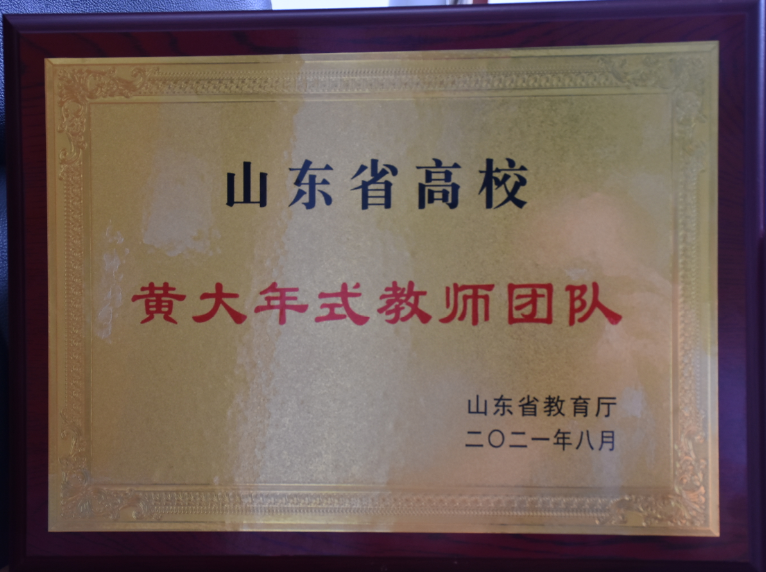 山东省高校
黄大年式教师团队
山东省教育厅
二〇二一年八月